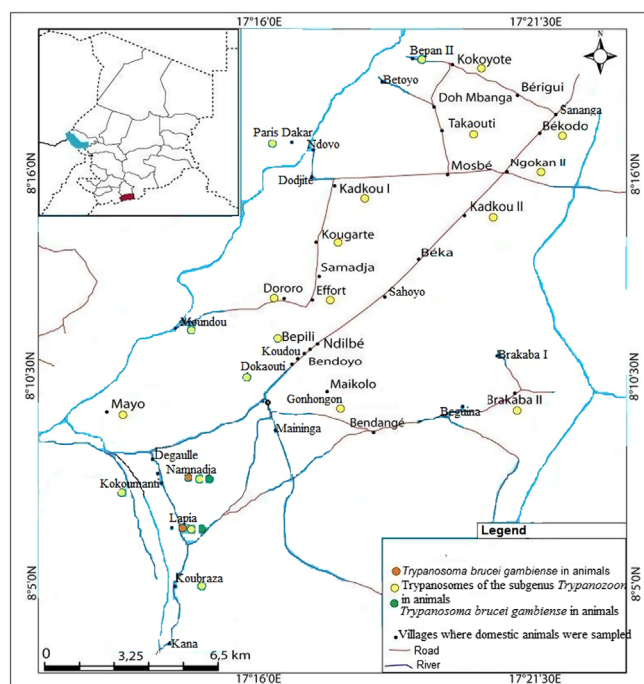 17°16'0E
17°21'30E
Bepan II
Kokoyote
Betoyo
Bérigui
Doh Mbanga
Sananga
Takaouti
Békodo
Paris Dakar
Ndovo
8°16'0N
8°16'0N
Dodjité
Mosbé
Ngokan II
Kadkou I
Kadkou II
Kougarte
Béka
Samadja
Dororo
Effort
Sahoyo
Moundou
Bepili
Ndilbé
Koudou
Bendoyo
Brakaba I
8°10'30N
8°10'30N
Dokaouti
Maikolo
Mayo
Gonhongon
Brakaba II
Beguina
Maininga
Bendangé
Degaulle
Namnadja
Kokoumanti
Lapia
Legend
Trypanosoma brucei gambiense in animals
Trypanosomes of the subgenus Trypanozoon
in animals
Trypanosoma brucei gambiense in animals
8°5'0N
8°5'0N
Koubraza
Villages where domestic animals were sampled
Kana
Road
River
0 3,25 6,5 km
17°16'0E
17°21'30E